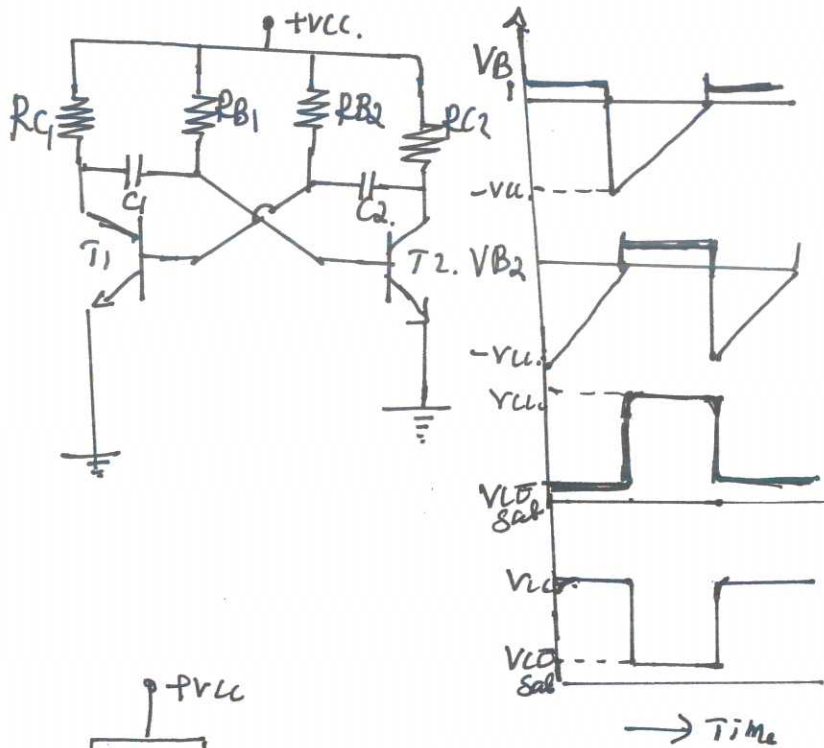 +VCC.
RC1
RB1
RB2
RC2
C1
C2.
T1
T2.
+VCC
VB1
-VCC.
VB2
-VCC.
VCC.
VCE
Sat
VCC.
VCE
Sat
→ Time